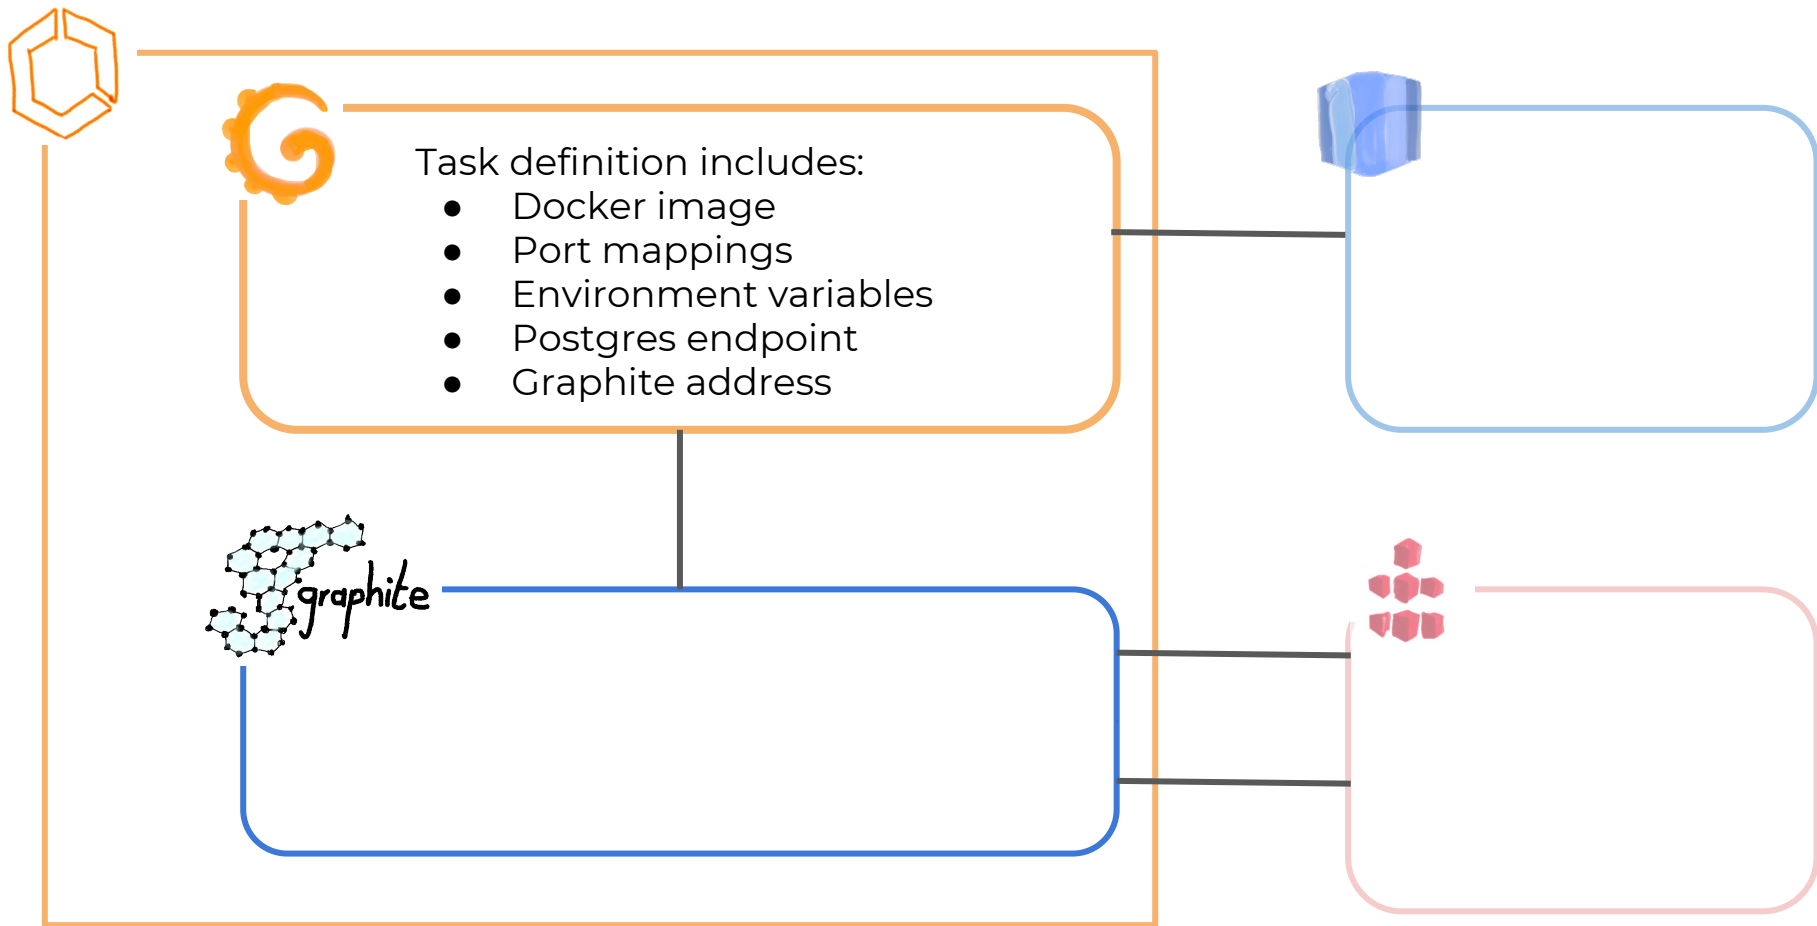 Task definition includes:
● Docker image
● Port mappings
● Environment variables
● Postgres endpoint
● Graphite address
graphite